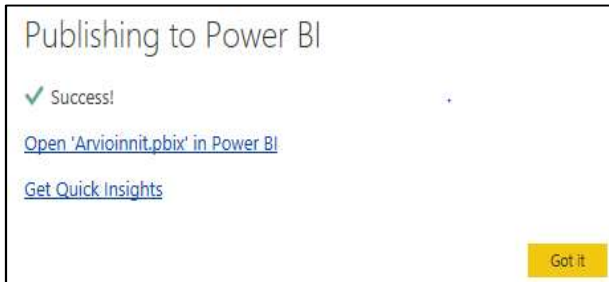 Publishing to Power BI
Success!
Open 'Arvioinnit.pbix' in Power BI
Get Quick Insights
Got it